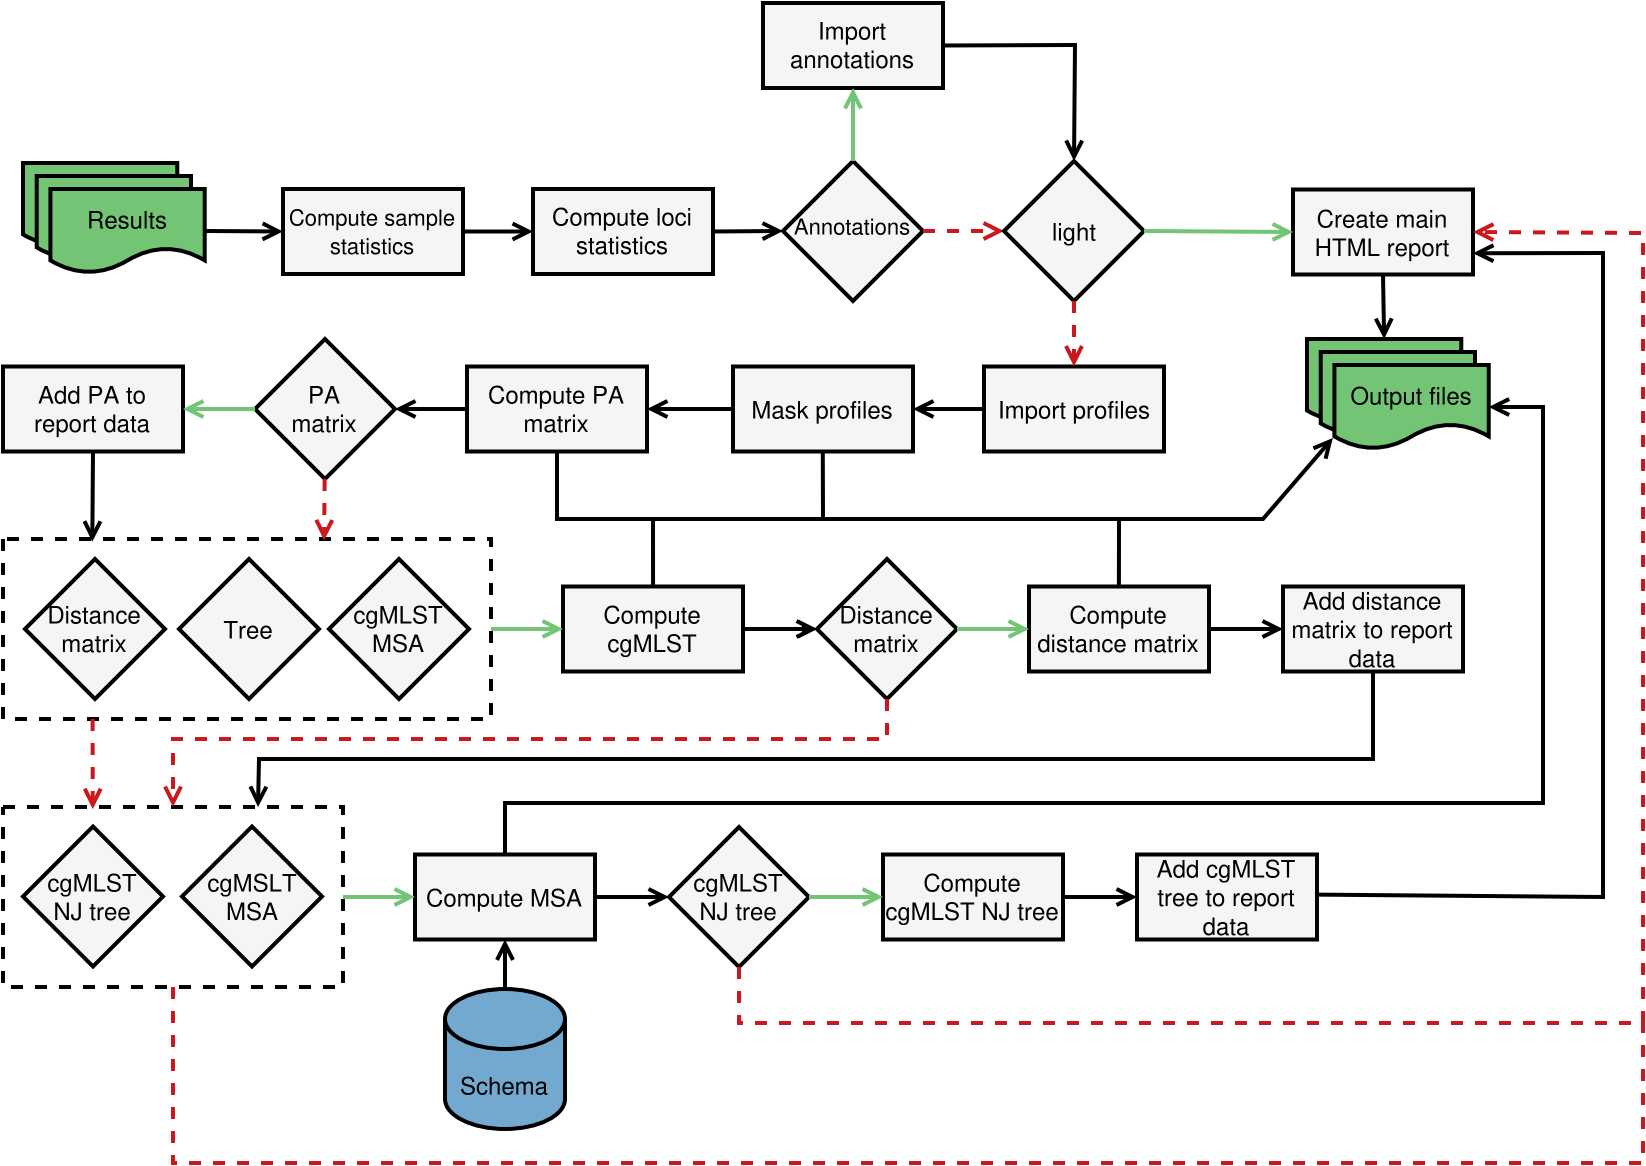 Import
annotations
Results
Compute sample
statistics
Compute loci
statistics
Annotations
light
Create main
HTML report
Add PA to
report data
PA
matrix
Compute PA
matrix
Mask profiles
Import profiles
Output files
Distance
matrix
Tree
cgMLST
MSA
Compute
cgMLST
Distance
matrix
Compute
distance matrix
Add distance
matrix to report
data
cgMLST
NJ tree
cgMSLT
MSA
Compute MSA
cgMLST
NJ tree
Compute
cgMLST NJ tree
Add cgMLST
tree to report
data
Schema